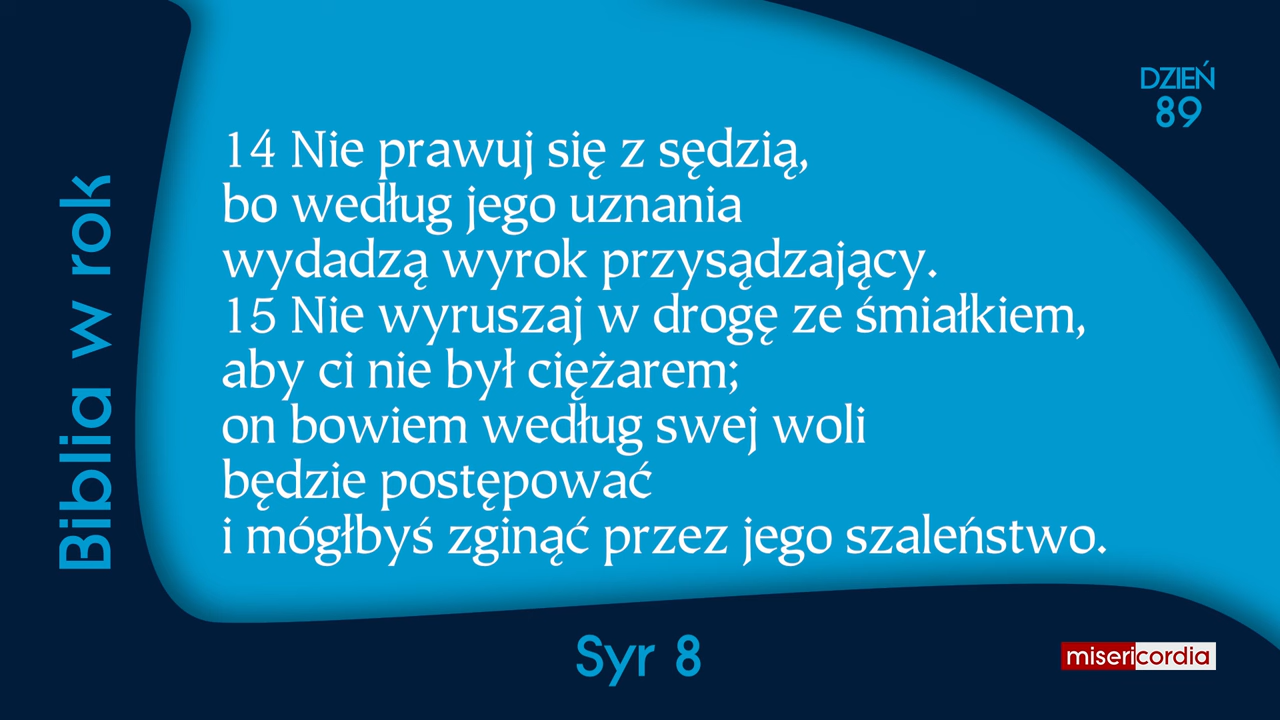 DZIEŃ
89
14 Nie prawuj się z sędzią,
bo według jego uznania
wydadzą wyrok przysądzający.
15 Nie wyruszaj w drogę ze śmiałkiem,
aby ci nie był ciężarem;
on bowiem według swej woli
będzie postępować
i mógłbyś zginąć przez jego szaleństwo.
Biblia w rok
Syr 8
misericordia